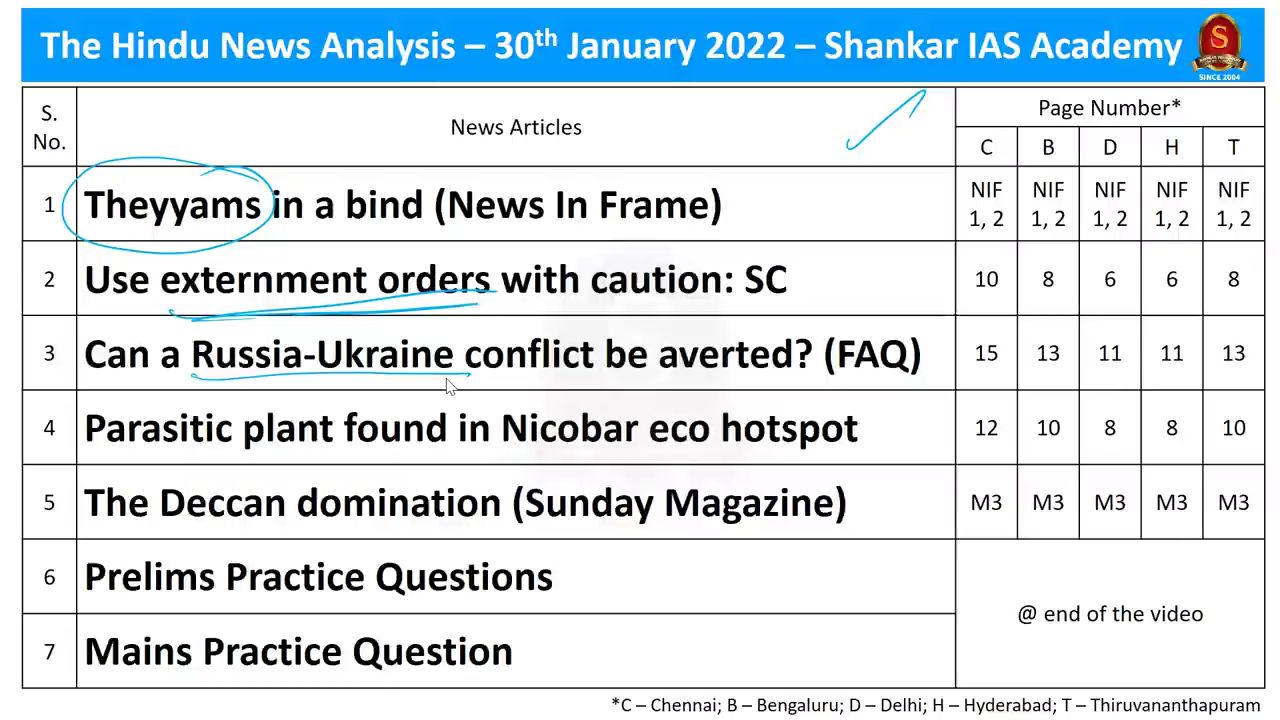 The Hindu News Analysis – 30th January 2022 – Shankar IAS Academy
S
SINCE 2004
S. No.
News Articles
Page Number*
C B D H T
1 Theyyams in a bind (News In Frame) NIF 1, 2 NIF 1, 2 NIF 1, 2 NIF 1, 2 NIF 1, 2
2 Use externment orders with caution: SC 10 8 6 6 8
3 Can a Russia-Ukraine conflict be averted? (FAQ) 15 13 11 11 13
4 Parasitic plant found in Nicobar eco hotspot 12 10 8 8 10
5 The Deccan domination (Sunday Magazine) M3 M3 M3 M3 M3
6 Prelims Practice Questions
@ end of the video
7 Mains Practice Question
*C – Chennai; B – Bengaluru; D – Delhi; H – Hyderabad; T – Thiruvananthapuram